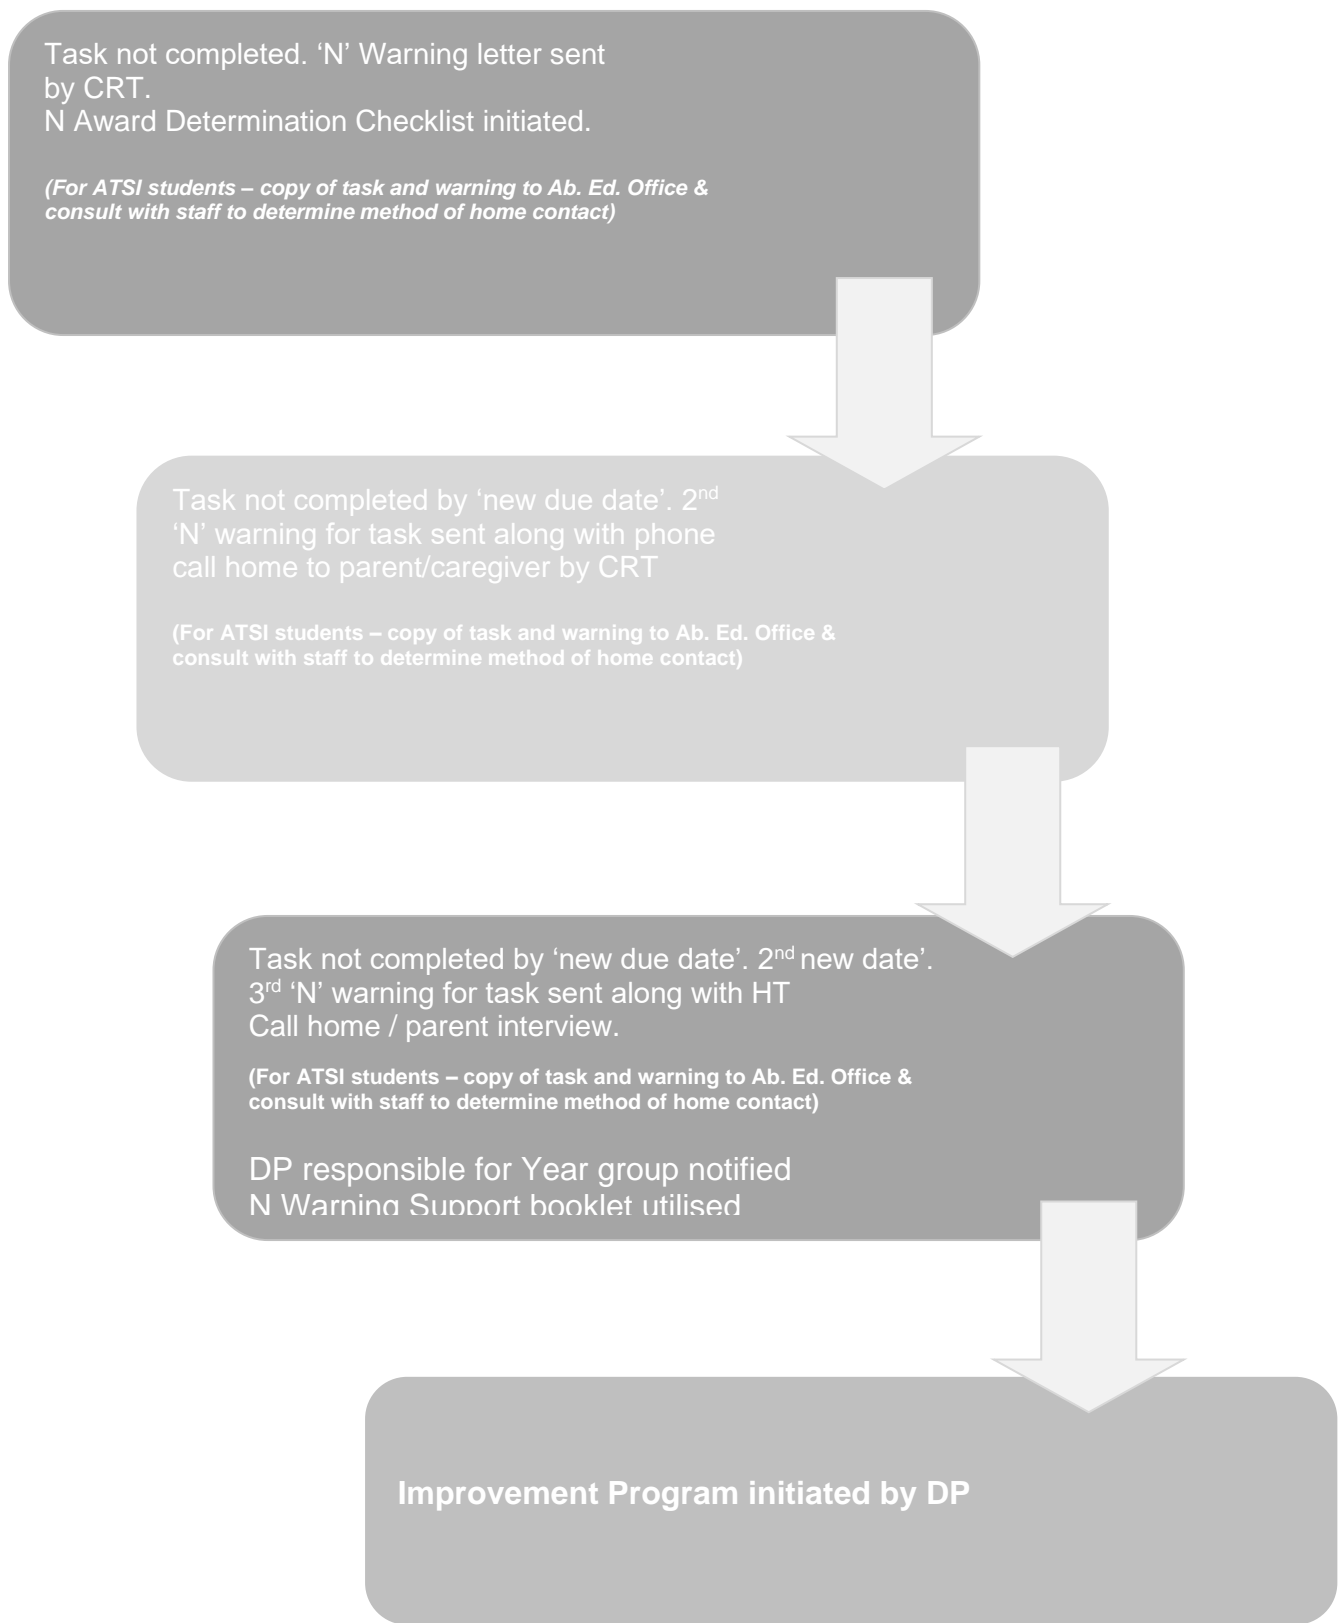 Task not completed. ‘N’ Warning letter sent
by CRT.
N Award Determination Checklist initiated.
(For ATSI students – copy of task and warning to Ab. Ed. Office &
consult with staff to determine method of home contact)
Task not completed by ‘new due date’. 2nd
‘N’ warning for task sent along with phone
call home to parent/caregiver by CRT
(For ATSI students – copy of task and warning to Ab. Ed. Office &
consult with staff to determine method of home contact)
Task not completed by ‘new due date’. 2nd new date’.
3rd ‘N’ warning for task sent along with HT
Call home / parent interview.
(For ATSI students – copy of task and warning to Ab. Ed. Office &
consult with staff to determine method of home contact)
DP responsible for Year group notified
N Warning Support booklet utilised
Improvement Program initiated by DP